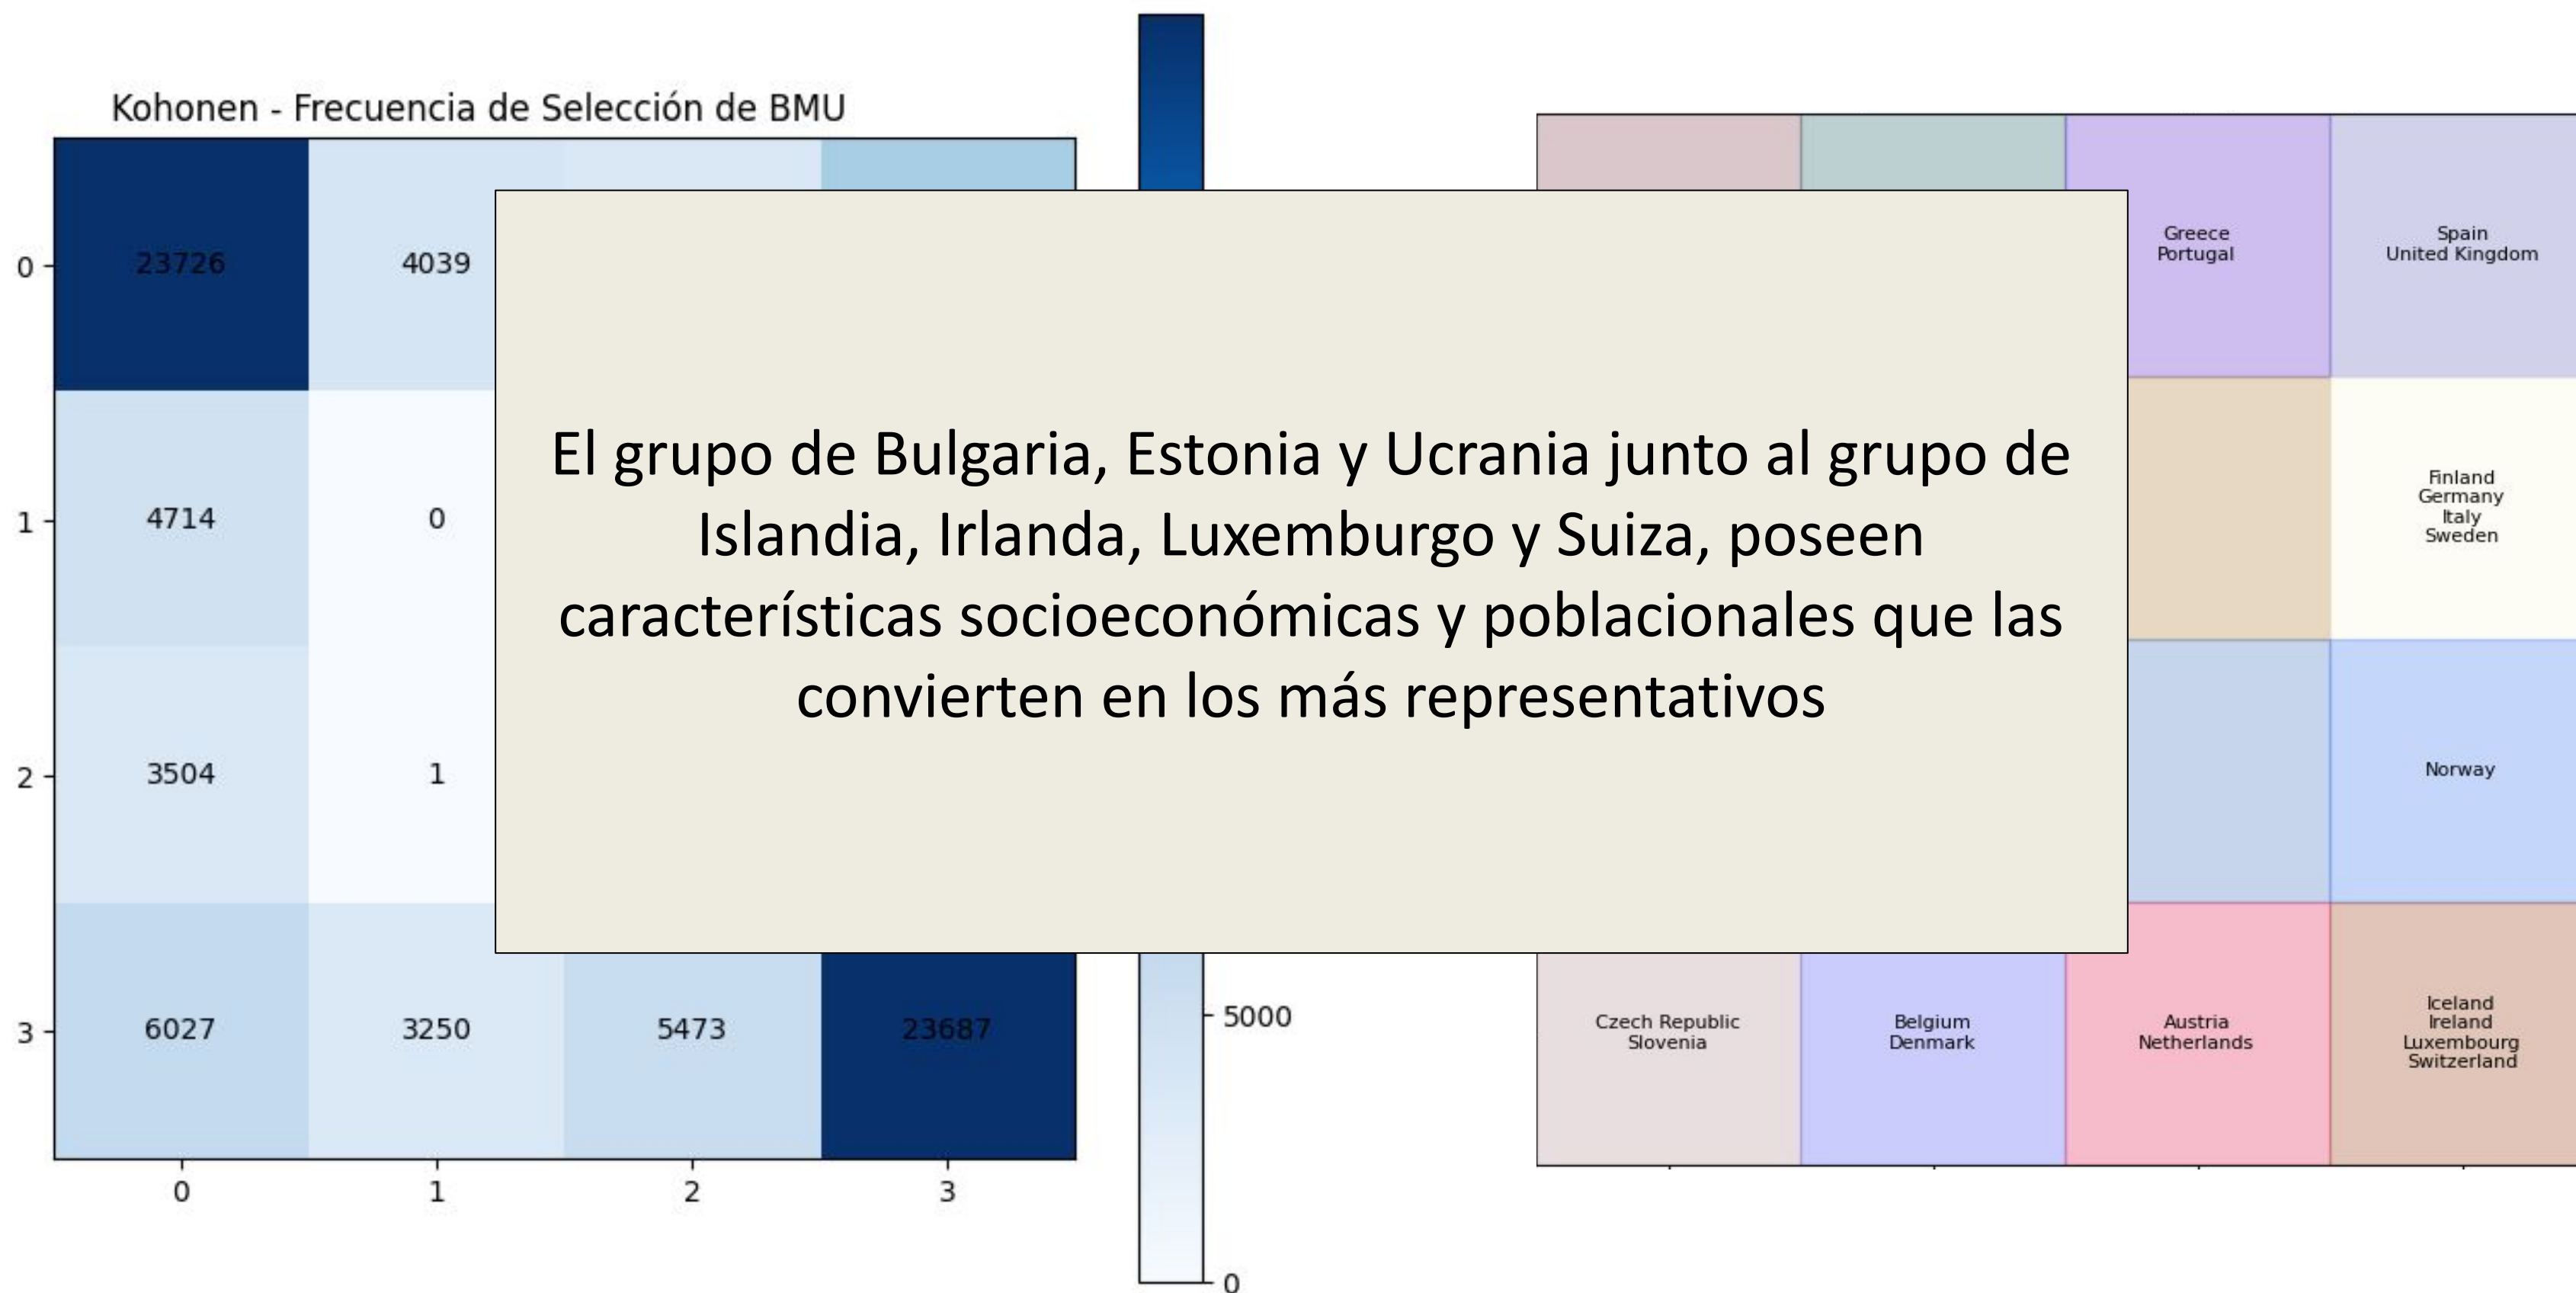 Kohonen - Frecuencia de Selección de BMU
0
23726
4039
1
4714
0
2
3504
1
3
6027
3250
5473
23687
0
1
2
3
5000
0
El grupo de Bulgaria, Estonia y Ucrania junto al grupo de
Islandia, Irlanda, Luxemburgo y Suiza, poseen
características socioeconómicas y poblacionales que las
convierten en los más representativos
Greece
Portugal
Spain
United Kingdom
Finland
Germany
Italy
Sweden
Norway
Czech Republic
Slovenia
Belgium
Denmark
Austria
Netherlands
Iceland
Ireland
Luxembourg
Switzerland